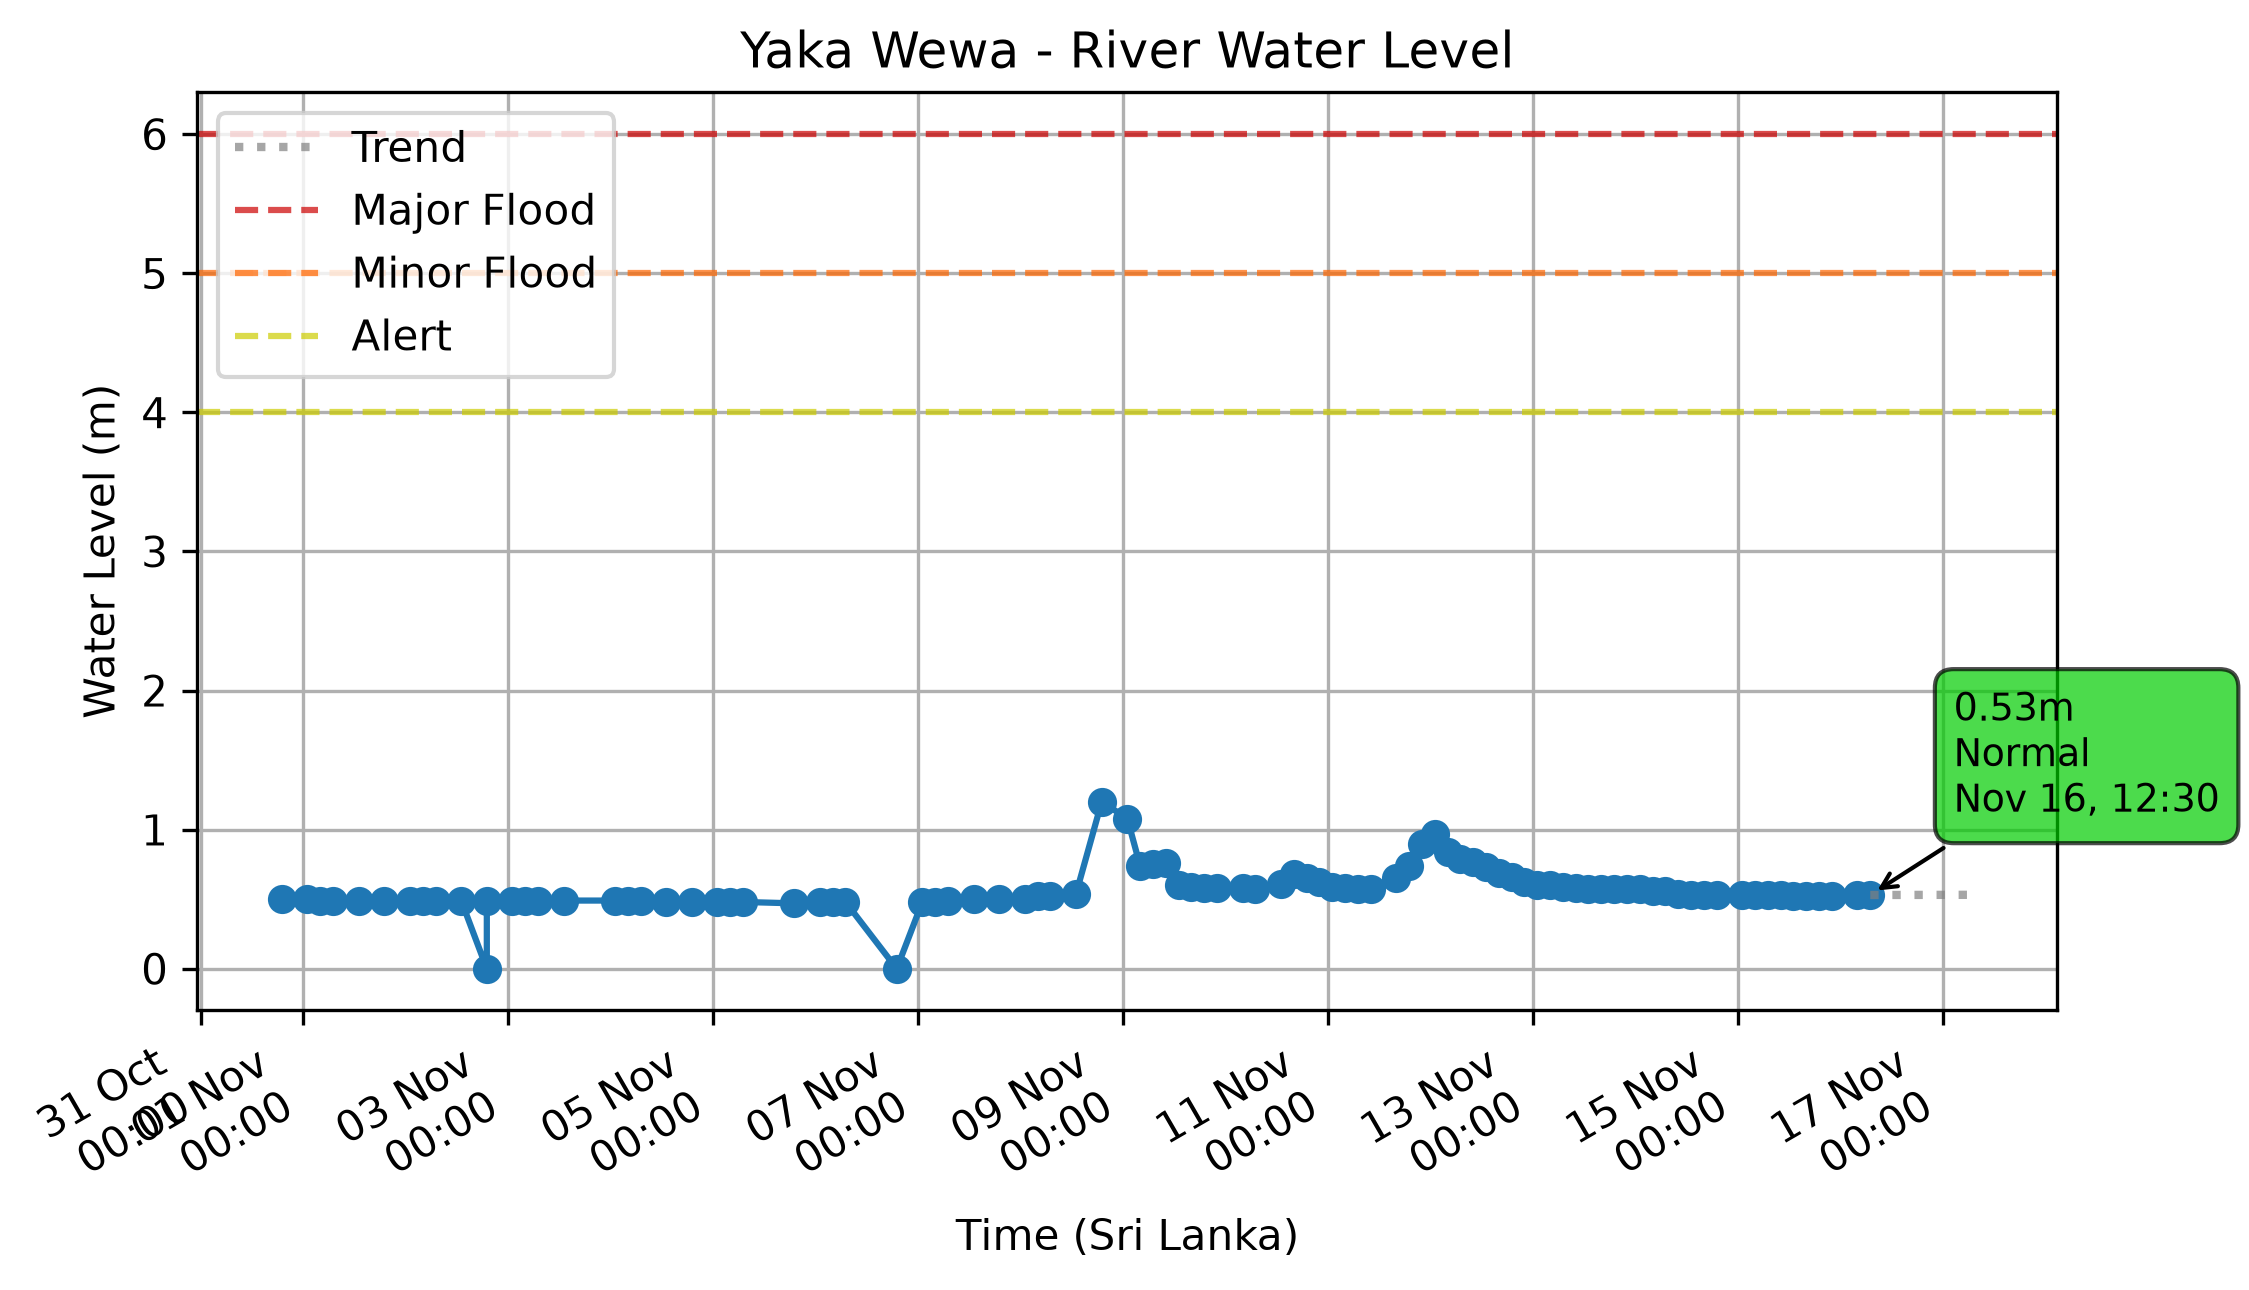 Yaka Wewa - River Water Level
Trend
Major Flood
Minor Flood
Alert
Water Level (m)
6
5
4
3
2
1
0
0.53m
Normal
Nov 16, 12:30
31 Oct
00:00
01 Nov
00:00
03 Nov
00:00
05 Nov
00:00
07 Nov
00:00
09 Nov
00:00
11 Nov
00:00
13 Nov
00:00
15 Nov
00:00
17 Nov
00:00
Time (Sri Lanka)